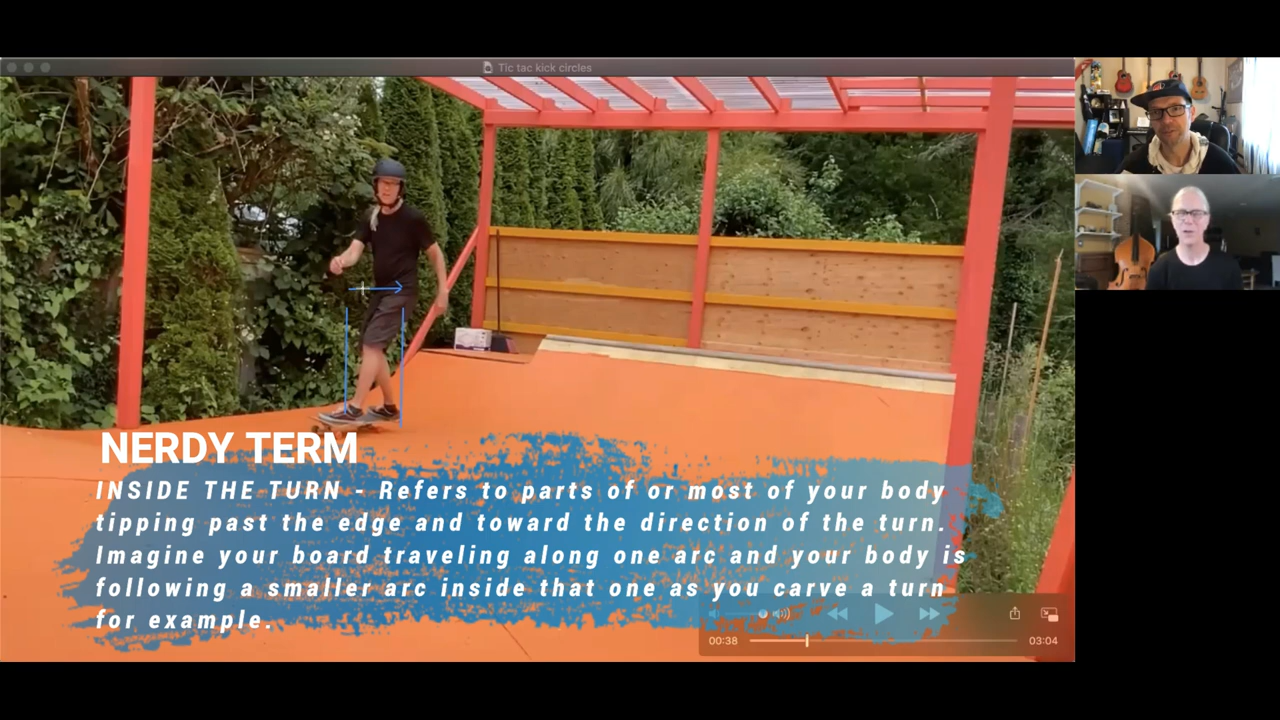 Tic tac kick circles
NERDY TERM
INSIDE THE TURN - Refers to parts of or most of your body
tipping past the edge and toward the direction of the turn.
Imagine your board traveling along one arc and your body is
following a smaller arc inside that one as you carve a turn
for example.
00:38
03:04